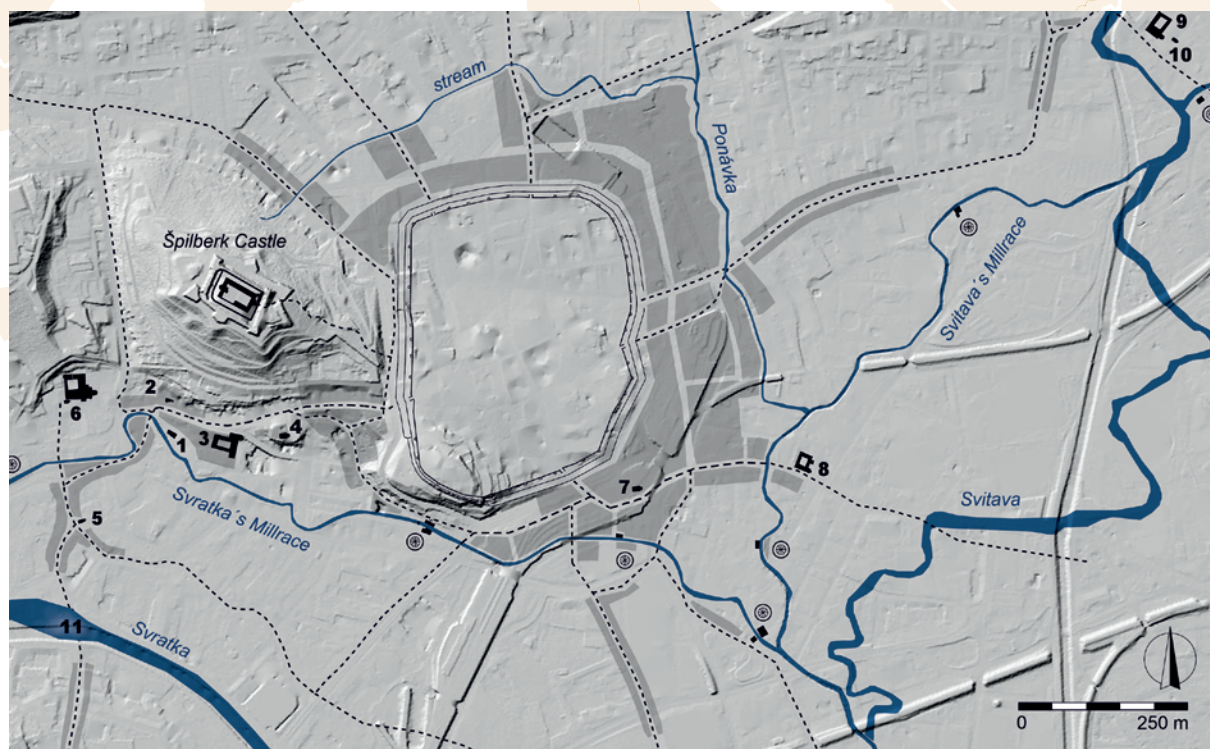 9
10
stream
Ponávka
Špilberk Castle
Svitava´s Millrace
2
6
1
3
4
Svratka´s Millrace
7
8
5
Svitava
11
Svratka
0
250 m